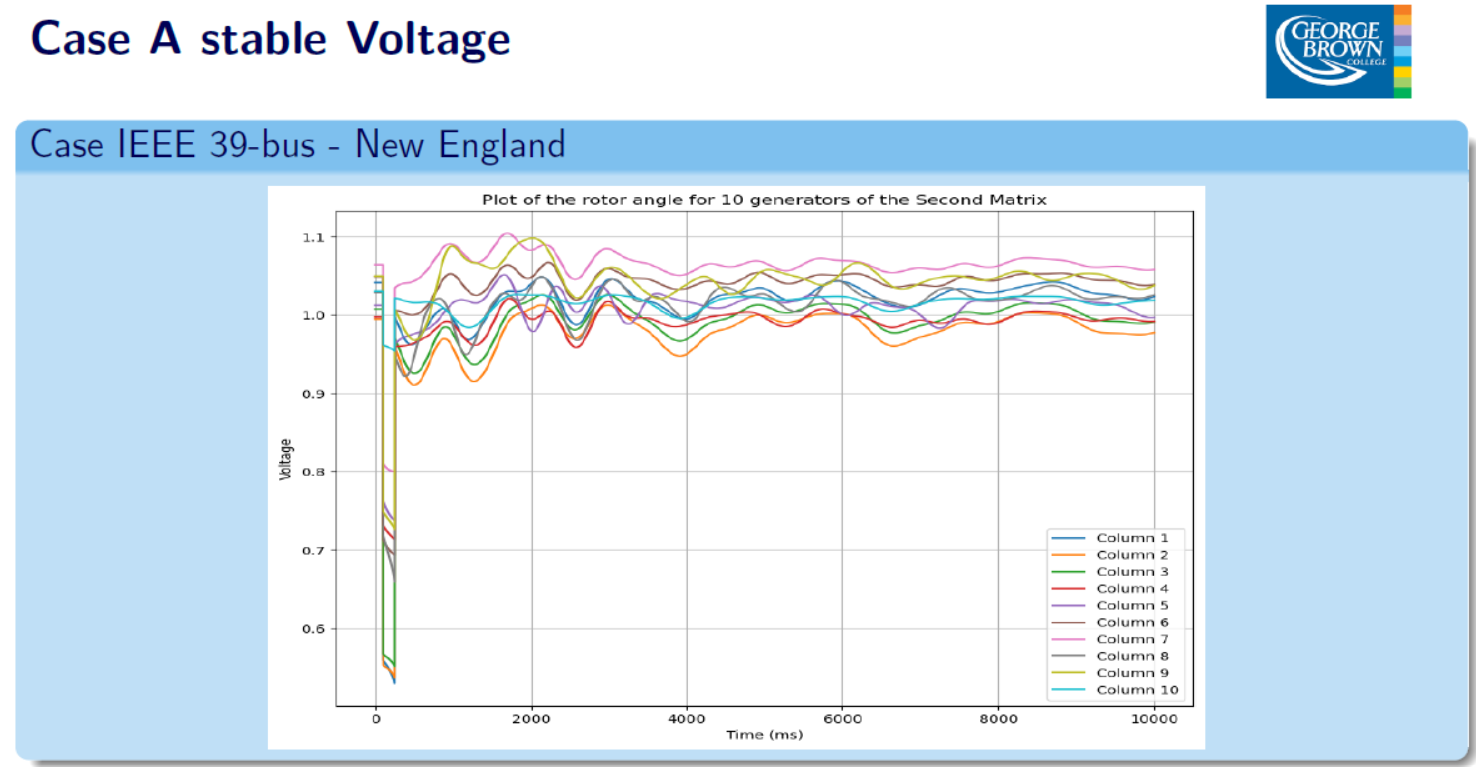 Case A stable Voltage
GEORGE
BROWN
COLLEGE
Case IEEE 39-bus - New England
Plot of the rotor angle for 10 generators of the Second Matrix
1.1
1.0
0.9
0.8
0.7
0.6
Voltage
Column 1
Column 2
Column 3
Column 4
Column 5
Column 6
Column 7
Column 8
Column 9
Column 10
0 2000 4000 6000 8000 10000
Time (ms)